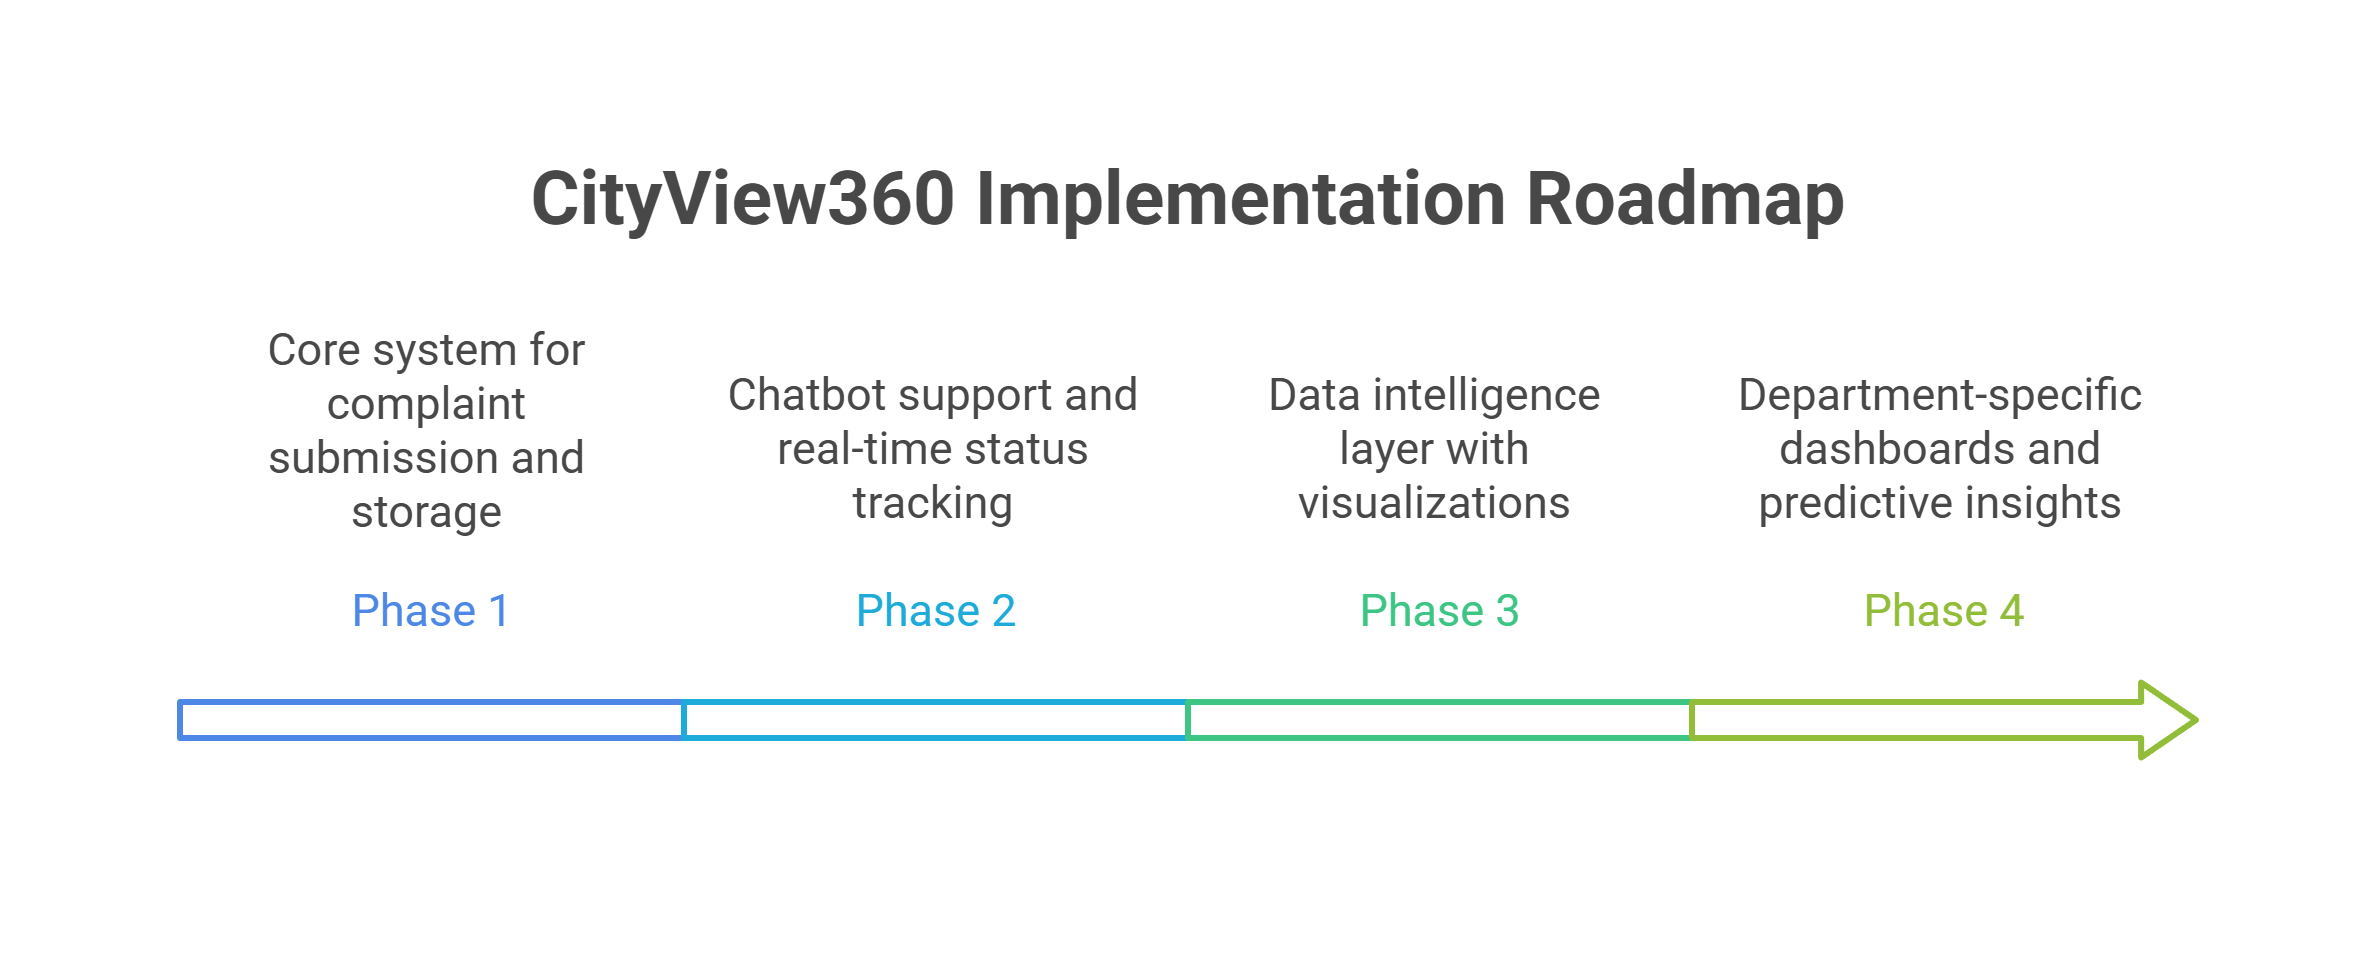 CityView360 Implementation Roadmap
Core system for
complaint
submission and
storage
Chatbot support and
real-time status
tracking
Data intelligence
layer with
visualizations
Department-specific
dashboards and
predictive insights
Phase 1
Phase 2
Phase 3
Phase 4